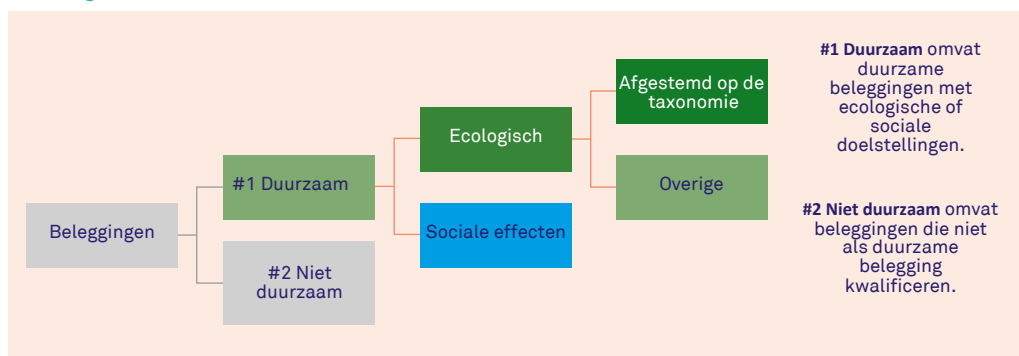 Beleggingen
#1 Duurzaam
#2 Niet
duurzaam
Ecologisch
Sociale effecten
Afgestemd op de
taxonomie
Overige
#1 Duurzaam omvat
duurzame
beleggingen met
ecologische of
sociale
doelstellingen.
#2 Niet duurzaam omvat
beleggingen die niet
als duurzame
belegging
kwalificeren.